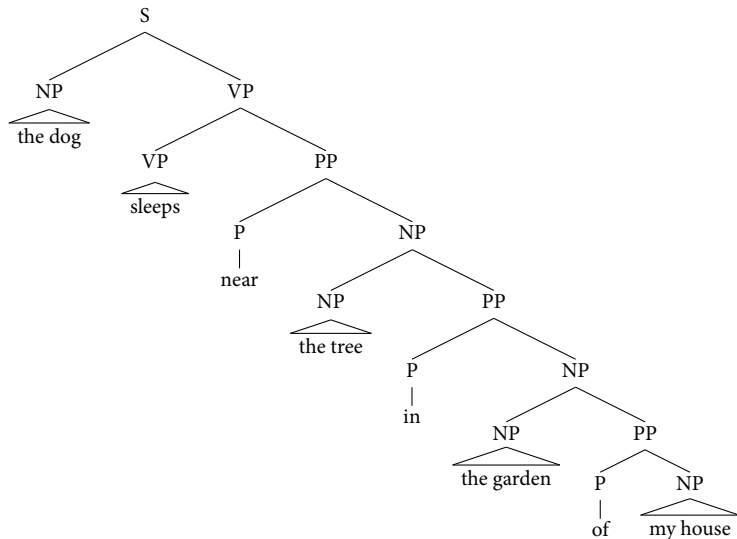 S
NP VP
the dog
VP PP
sleeps
P NP
near
NP PP
the tree
P NP
in
NP PP
the garden
P NP
of my house